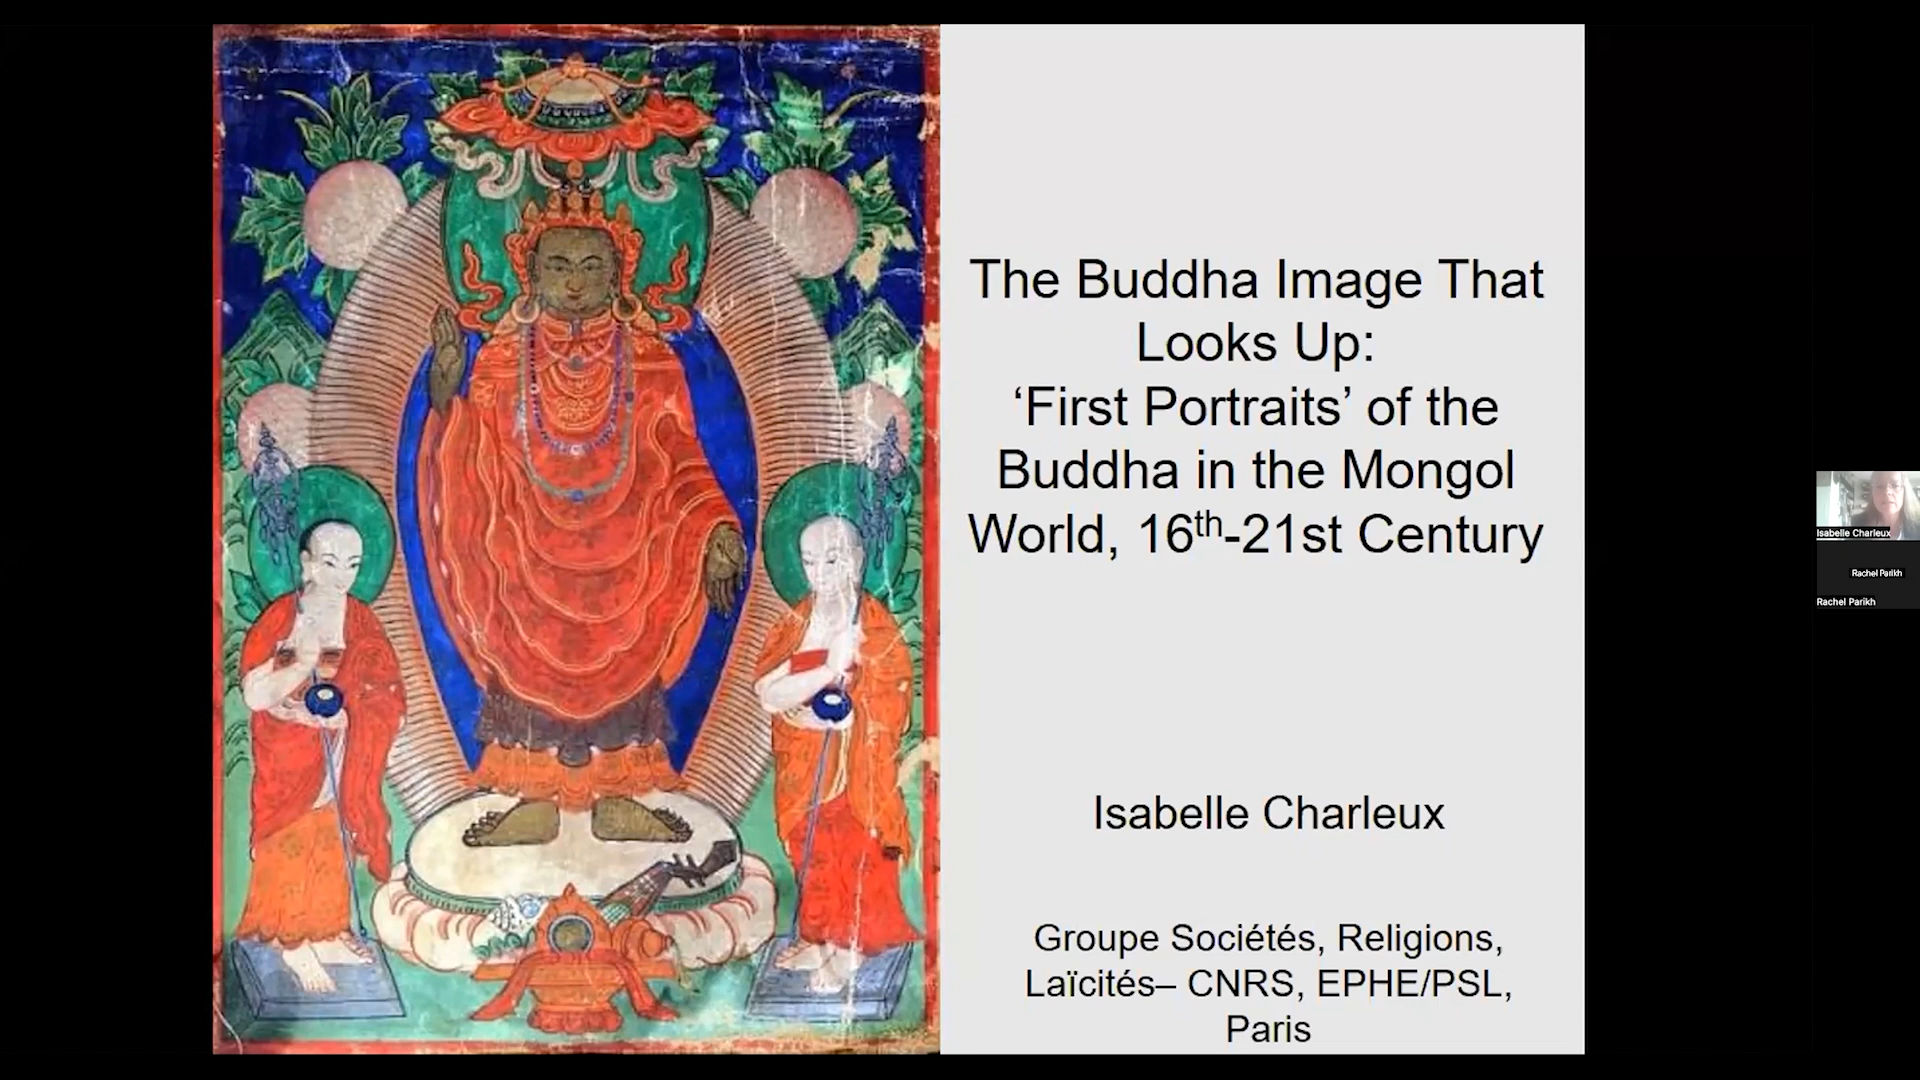 The Buddha Image That
Looks Up:
‘First Portraits’ of the
Buddha in the Mongol
World, 16th-21st Century
Isabelle Charleux
Groupe Sociétés, Religions,
Laïcités– CNRS, EPHE/PSL,
Paris
Isabelle Charleux
Rachel Parikh
Rachel Parikh